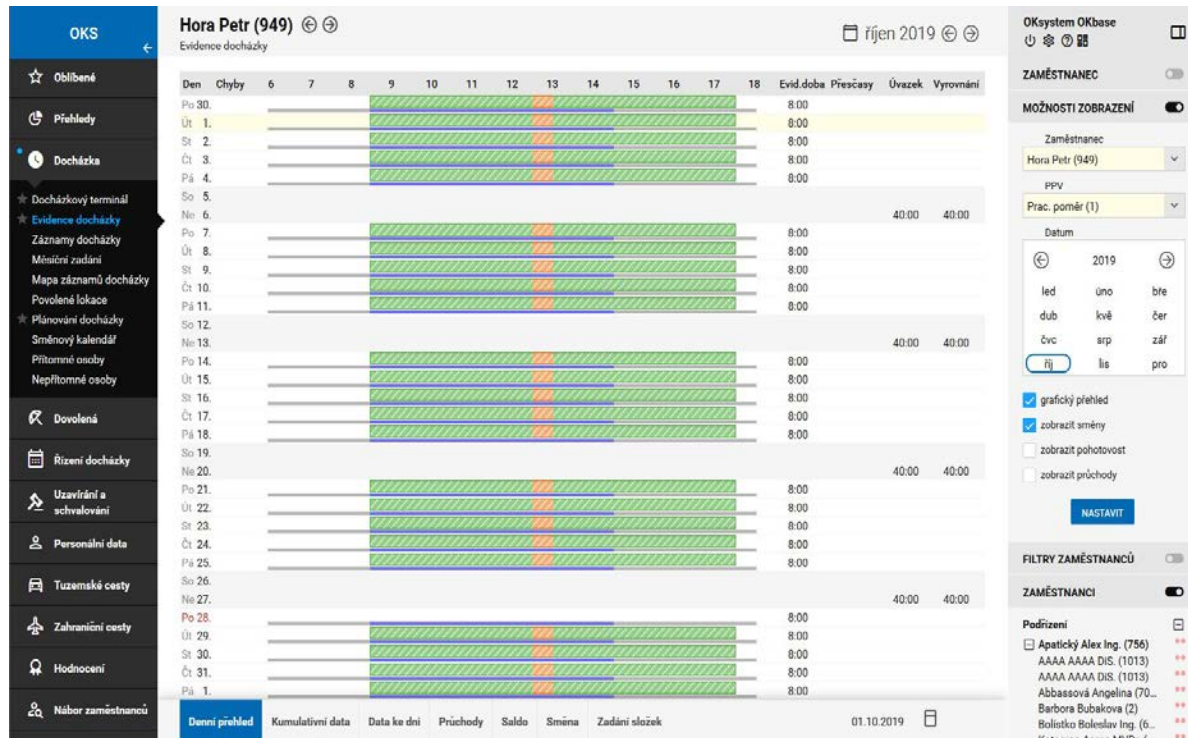 OKS
Oblíbené
Přehledy
Docházka
Docházkový terminál
Evidence docházky
Záznamy docházky
Měsíční zadání
Mapa záznamů docházky
Povolené lokace
Plánování docházky
Směnový kalendář
Přítomné osoby
Nepřítomné osoby
Dovolená
Řízení docházky
Uzavírání a
schvalování
Personální data
Tuzemské cesty
Zahraniční cesty
Hodnocení
Nábor zaměstnanců
Hora Petr (949)
Evidence docházky
říjen 2019
Den Chyby 6 7 8 9 10 11 12 13 14 15 16 17 18 Evid.doba Přesčasy Úvazek Vyrovnání
Po 30. 8:00
Út 1. 8:00
St 2. 8:00
Čt 3. 8:00
Pá 4. 8:00
So 5.
Ne 6. 40:00 40:00
Po 7. 8:00
Út 8. 8:00
St 9. 8:00
Čt 10. 8:00
Pá 11. 8:00
So 12.
Ne 13. 40:00 40:00
Po 14. 8:00
Út 15. 8:00
St 16. 8:00
Čt 17. 8:00
Pá 18. 8:00
So 19.
Ne 20. 40:00 40:00
Po 21. 8:00
Út 22. 8:00
St 23. 8:00
Čt 24. 8:00
Pá 25. 8:00
So 26.
Ne 27. 40:00 40:00
Po 28. 8:00
Út 29. 8:00
St 30. 8:00
Čt 31. 8:00
Pá 1. 8:00
Denní přehled Kumulativní data Data ke dni Průchody Saldo Směna Zadání složek 01.10.2019
OKsystem OKbase
ZAMĚSTNANEC
MOŽNOSTI ZOBRAZENÍ
Zaměstnanec
Hora Petr (949)
PPV
Prac. poměr (1)
Datum
2019
led úno bře
dub kvě čer
čvc srp zář
říj lis pro
grafický přehled
zobrazit směny
zobrazit pohotovost
zobrazit průchody
NASTAVIT
FILTRY ZAMĚSTNANCŮ
ZAMĚSTNANCI
Podřízení
Apatický Alex Ing. (756) **
AAAA AAAA DiS. (1013) **
AAAA AAAA DiS. (1013) **
Abbassová Angelina (70... **
Barbora Bubakova (2) **
Bolístko Boleslav Ing. (6... **